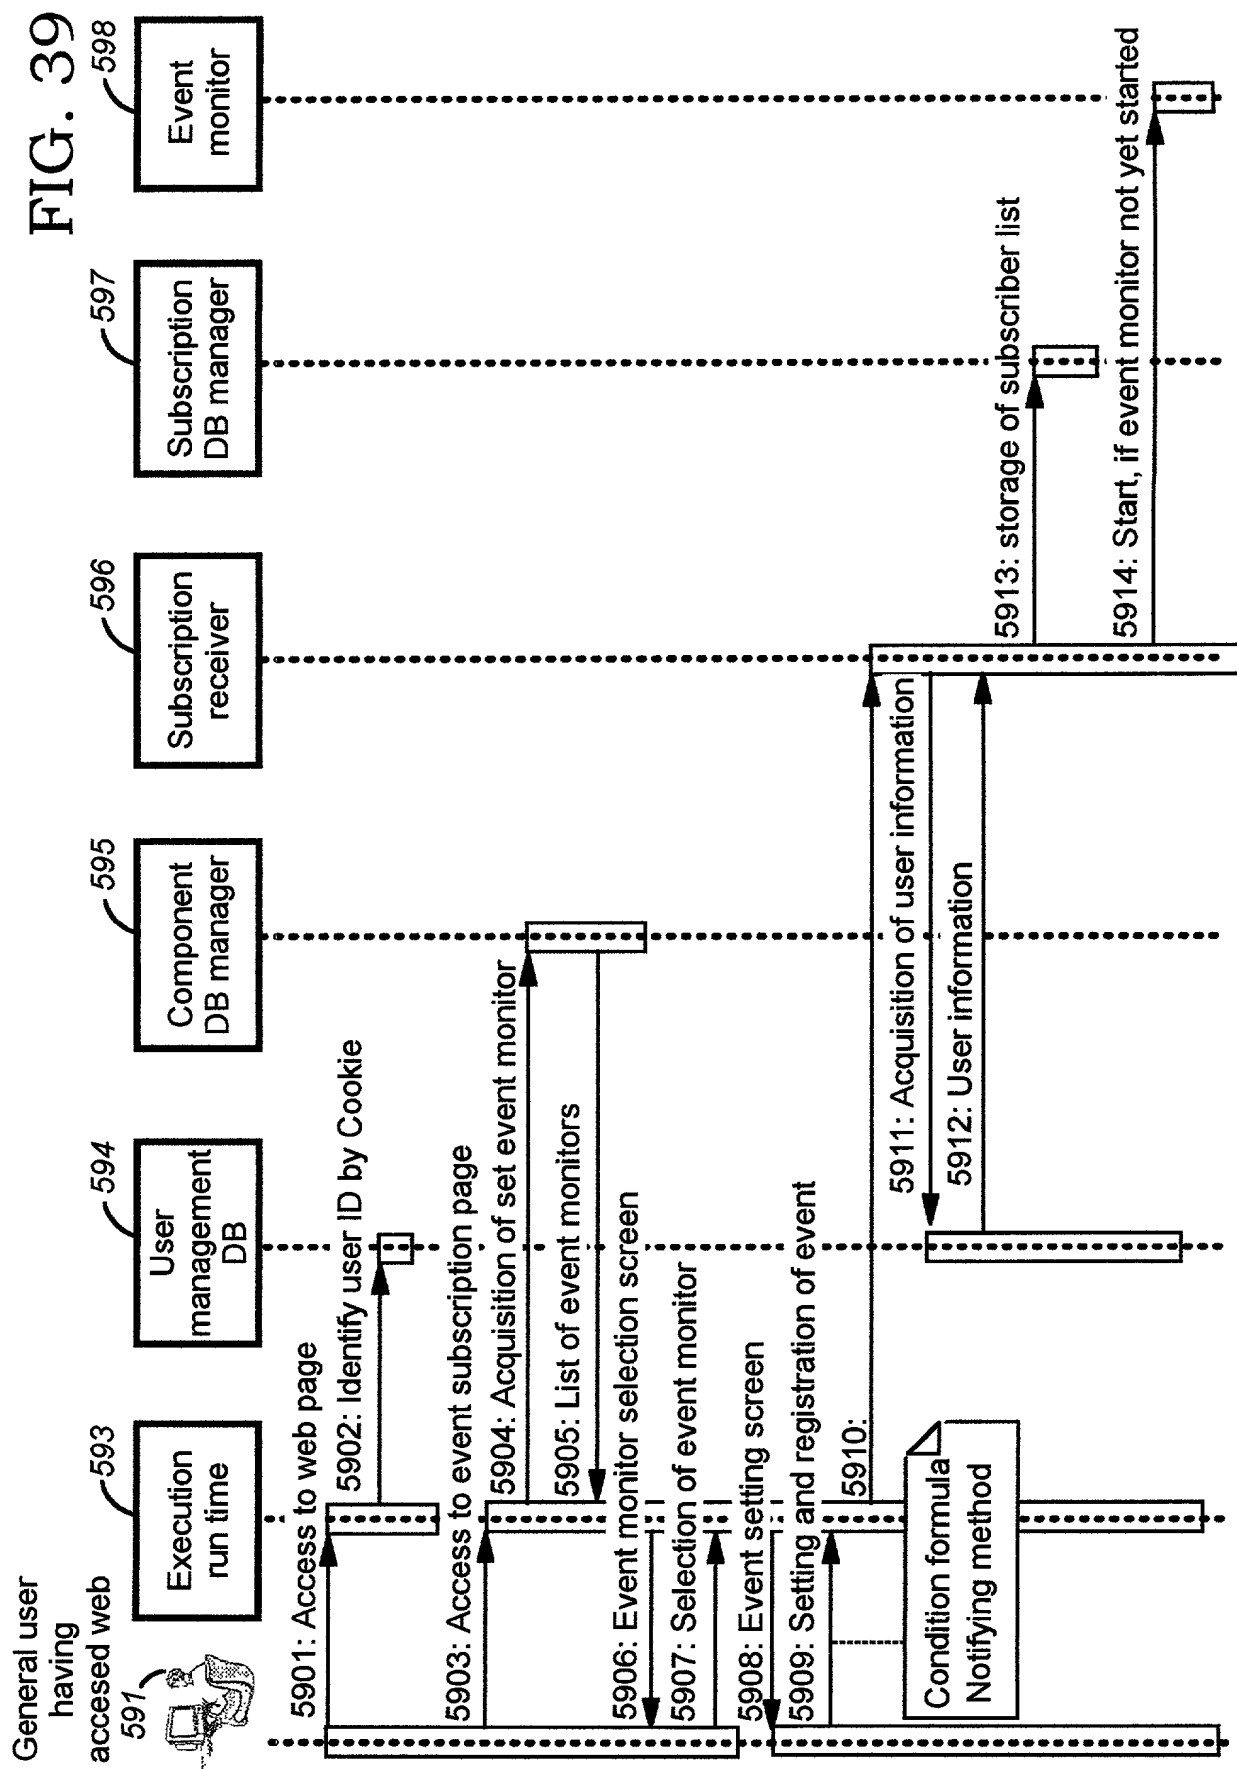 FIG. 39
General user
having
accesed web
591
593
Execution
run time
594
User
management
DB
595
Component
DB manager
596
Subscription
receiver
597
Subscription
DB manager
598
Event
monitor
5901: Access to web page
5902: Identify user ID by Cookie
5903: Access to event subscription page
5904: Acquisition of set event monitor
5905: List of event monitors
5906: Event monitor selection screen
5907: Selection of event monitor
5908: Event setting screen
5909: Setting and registration of event
5910:
Condition formula
Notifying method
5911: Acquisition of user information
5912: User information
5913: storage of subscriber list
5914: Start, if event monitor not yet started